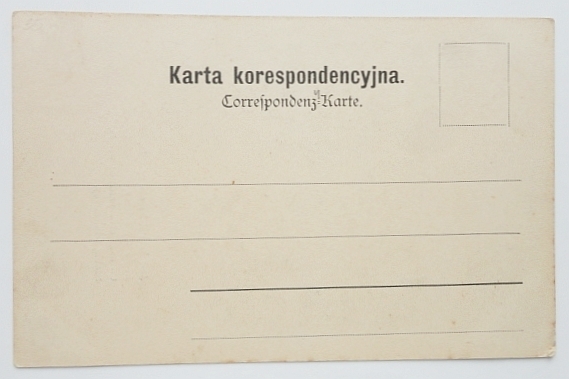 Karta korespondencyjna.
Correſpondenz-Karte.